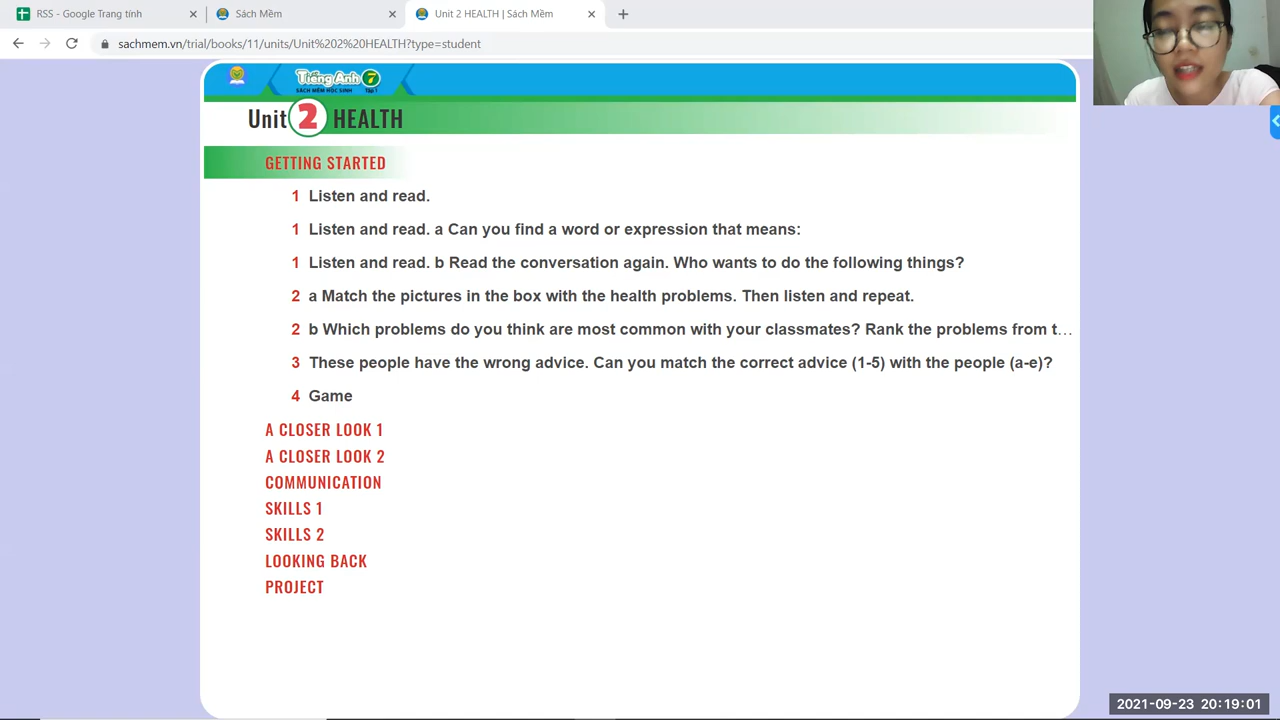 RSS - Google Trang tính
Sách Mềm
Unit 2 HEALTH | Sách Mềm
sachmem.vn/trial/books/11/units/Unit%202%20HEALTH?type=student
Tiếng Anh 7
SÁCH MỀM HỌC SINH Tập 1
Unit 2 HEALTH
GETTING STARTED
1 Listen and read.
1 Listen and read. a Can you find a word or expression that means:
1 Listen and read. b Read the conversation again. Who wants to do the following things?
2 a Match the pictures in the box with the health problems. Then listen and repeat.
2 b Which problems do you think are most common with your classmates? Rank the problems from t...
3 These people have the wrong advice. Can you match the correct advice (1-5) with the people (a-e)?
4 Game
A CLOSER LOOK 1
A CLOSER LOOK 2
COMMUNICATION
SKILLS 1
SKILLS 2
LOOKING BACK
PROJECT
2021-09-23 20:19:01